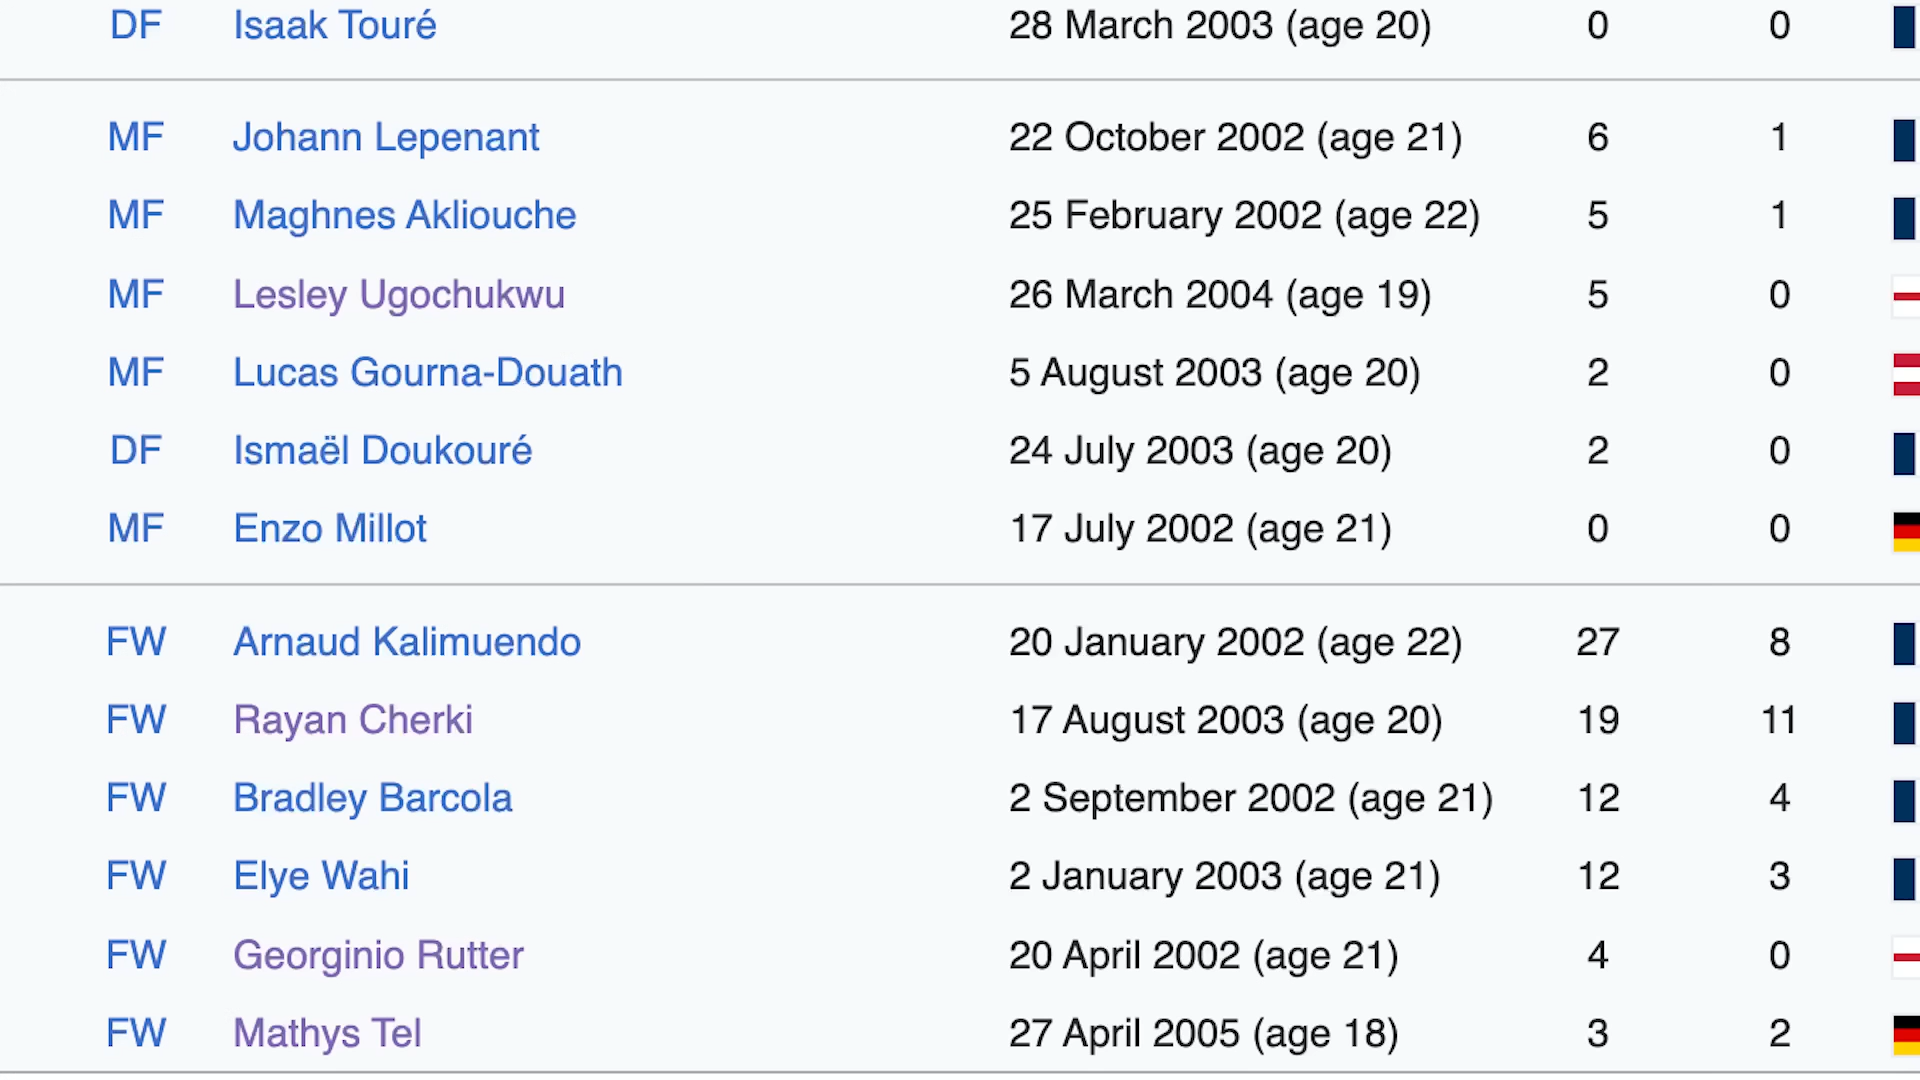 DF Isaak Touré 28 March 2003 (age 20) 0 0
MF Johann Lepenant 22 October 2002 (age 21) 6 1
MF Maghnes Akliouche 25 February 2002 (age 22) 5 1
MF Lesley Ugochukwu 26 March 2004 (age 19) 5 0
MF Lucas Gourna-Douath 5 August 2003 (age 20) 2 0
DF Ismaël Doukouré 24 July 2003 (age 20) 2 0
MF Enzo Millot 17 July 2002 (age 21) 0 0
FW Arnaud Kalimuendo 20 January 2002 (age 22) 27 8
FW Rayan Cherki 17 August 2003 (age 20) 19 11
FW Bradley Barcola 2 September 2002 (age 21) 12 4
FW Elye Wahi 2 January 2003 (age 21) 12 3
FW Georginio Rutter 20 April 2002 (age 21) 4 0
FW Mathys Tel 27 April 2005 (age 18) 3 2